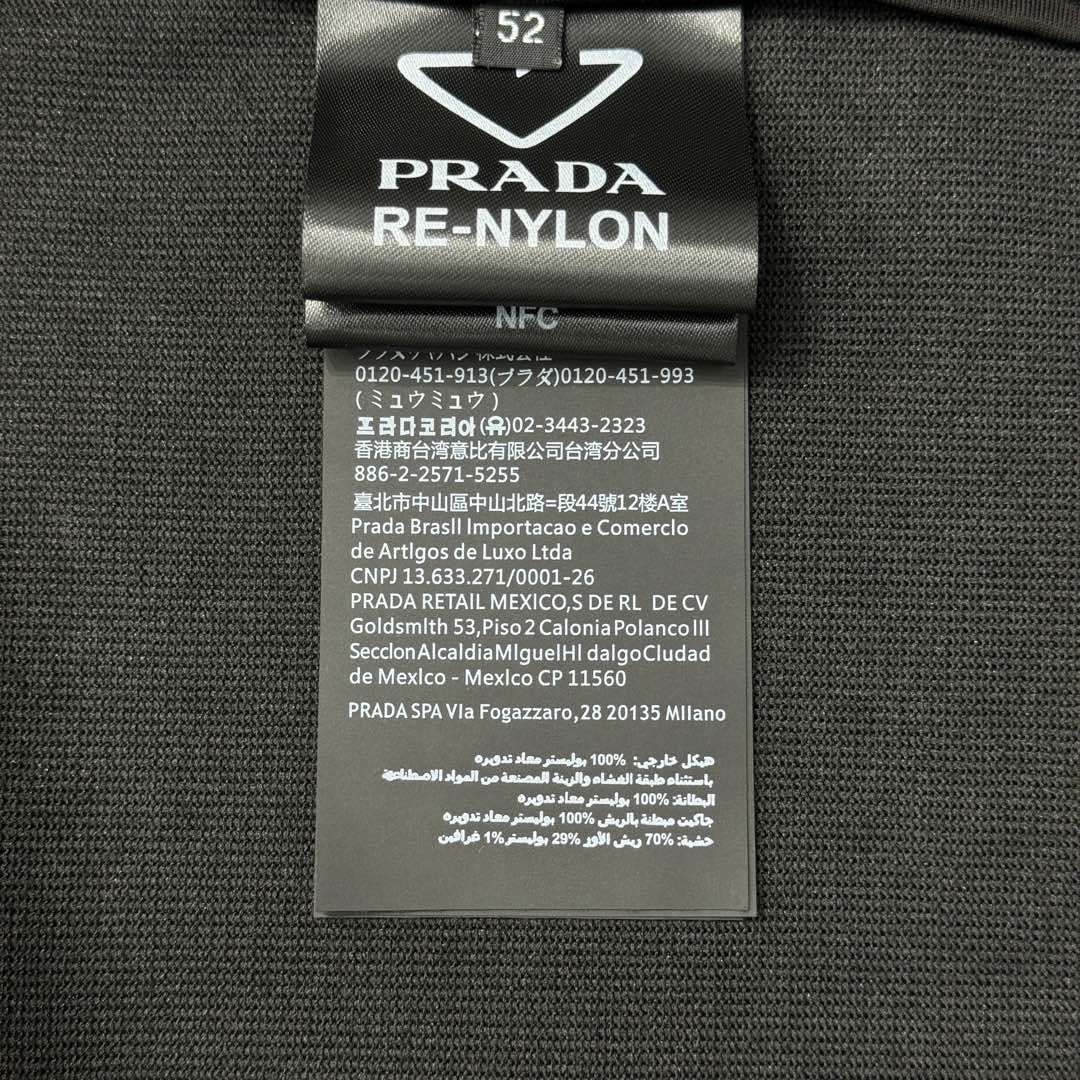 52
PRADA
RE-NYLON
NFC
0120-451-913(プラダ)0120-451-993
(ミュウミュウ)
프라다코리아(유)02-3443-2323
香港商台湾意比有限公司台湾分公司
886-2-2571-5255
臺北市中山區中山北路=段44號12楼A室
Prada Brasll lmportacao e Comerclo
de Artlgos de Luxo Ltda
CNPJ 13.633.271/0001-26
PRADA RETAIL MEXICO,S DE RL DE CV
Goldsmlth 53,Piso 2 Calonia Polanco lll
SecclonAlcaldiaMlguelHl dalgoCludad
de Mexlco - Mexlco CP 11560
PRADA SPA Vla Fogazzaro,28 20135 Mllano
هيكل خارجي: 100% بوليستر معاد تدويره
باستثناء طبقة الغشاء والزينة المصنعة من المواد الاصطناعية
البطانة: 100% بوليستر معاد تدويره
جاكيت مبطنة بالريش 100% بوليستر معاد تدويره
حشية: 70% ريش الأوز 29% بوليستر 1% غرافين